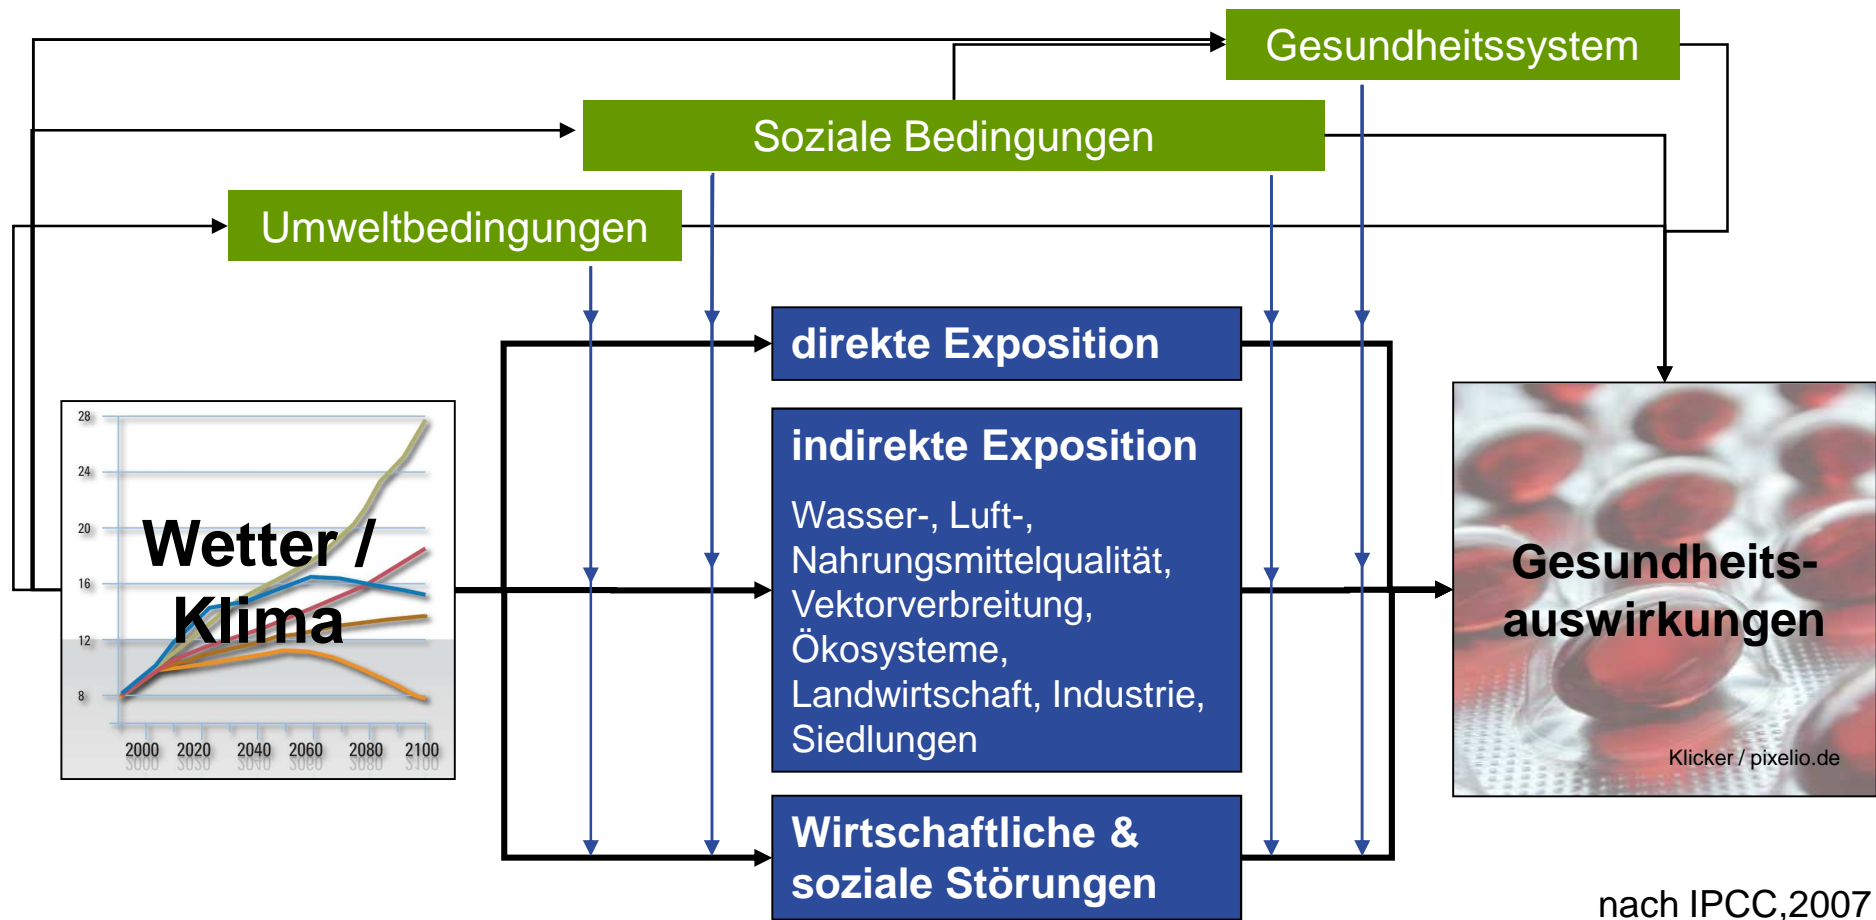 Gesundheitssystem
Soziale Bedingungen
Umweltbedingungen
direkte Exposition
indirekte Exposition
Wasser-, Luft-,
Nahrungsmittelqualität,
Vektorverbreitung,
Ökosysteme,
Landwirtschaft, Industrie,
Siedlungen
Wirtschaftliche &
soziale Störungen
28
24
20
16
12
8
2000 2020 2040 2060 2080 2100
Wetter /
Klima
Gesundheits-
auswirkungen
Klicker / pixelio.de
nach IPCC,2007